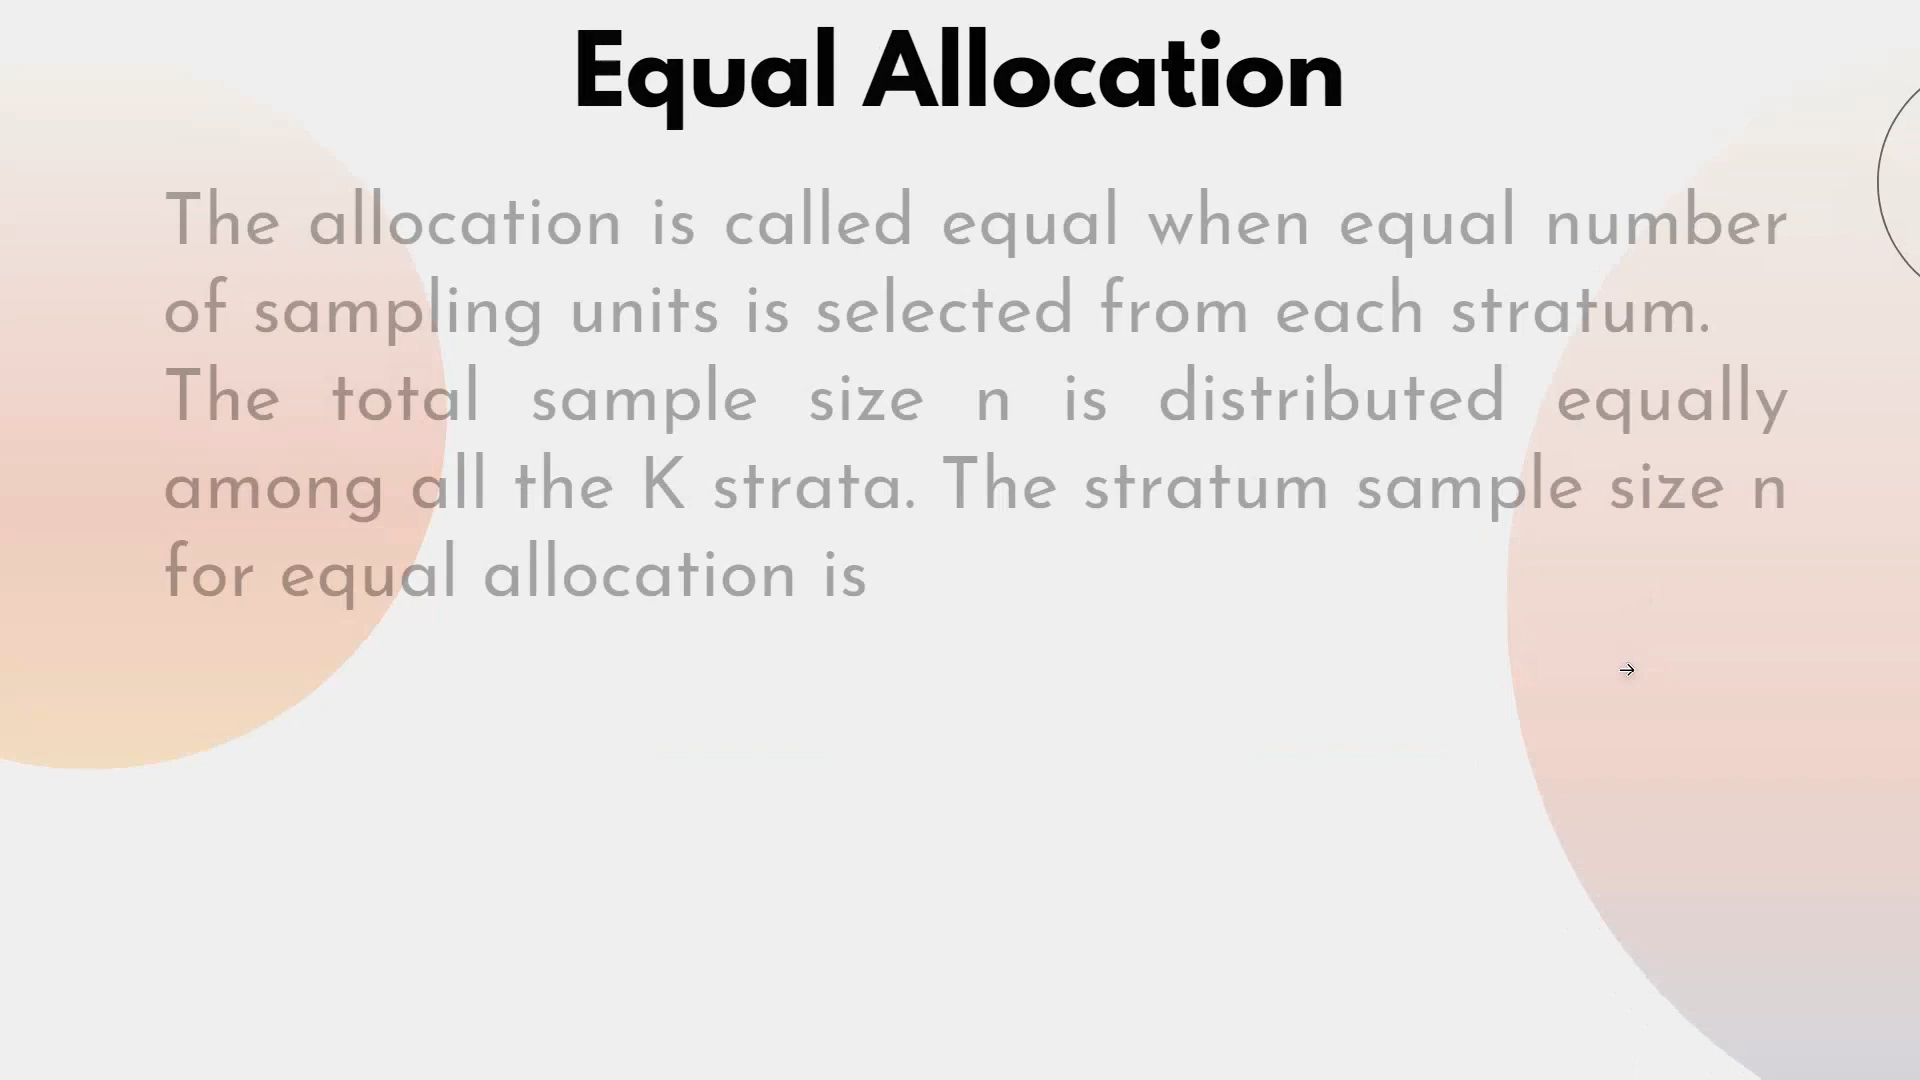 Equal Allocation
The allocation is called equal when equal number
of sampling units is selected from each stratum.
The total sample size n is distributed equally
among all the K strata. The stratum sample size n
for equal allocation is